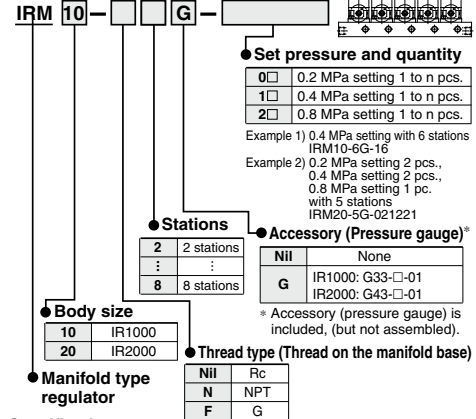 IRM 10 – G –
Set pressure and quantity
0□ 0.2 MPa setting 1 to n pcs.
1□ 0.4 MPa setting 1 to n pcs.
2□ 0.8 MPa setting 1 to n pcs.
Example 1) 0.4 MPa setting with 6 stations
IRM10-6G-16
Example 2) 0.2 MPa setting 2 pcs.,
0.4 MPa setting 2 pcs.,
0.8 MPa setting 1 pc.
with 5 stations
IRM20-5G-021221
Stations
2 2 stations
⋮ ⋮
8 8 stations
Accessory (Pressure gauge)*
Nil None
G IR1000: G33-□-01
IR2000: G43-□-01
* Accessory (pressure gauge) is
included, (but not assembled).
Body size
10 IR1000
20 IR2000
Thread type (Thread on the manifold base)
Nil Rc
N NPT
F G
Manifold type
regulator